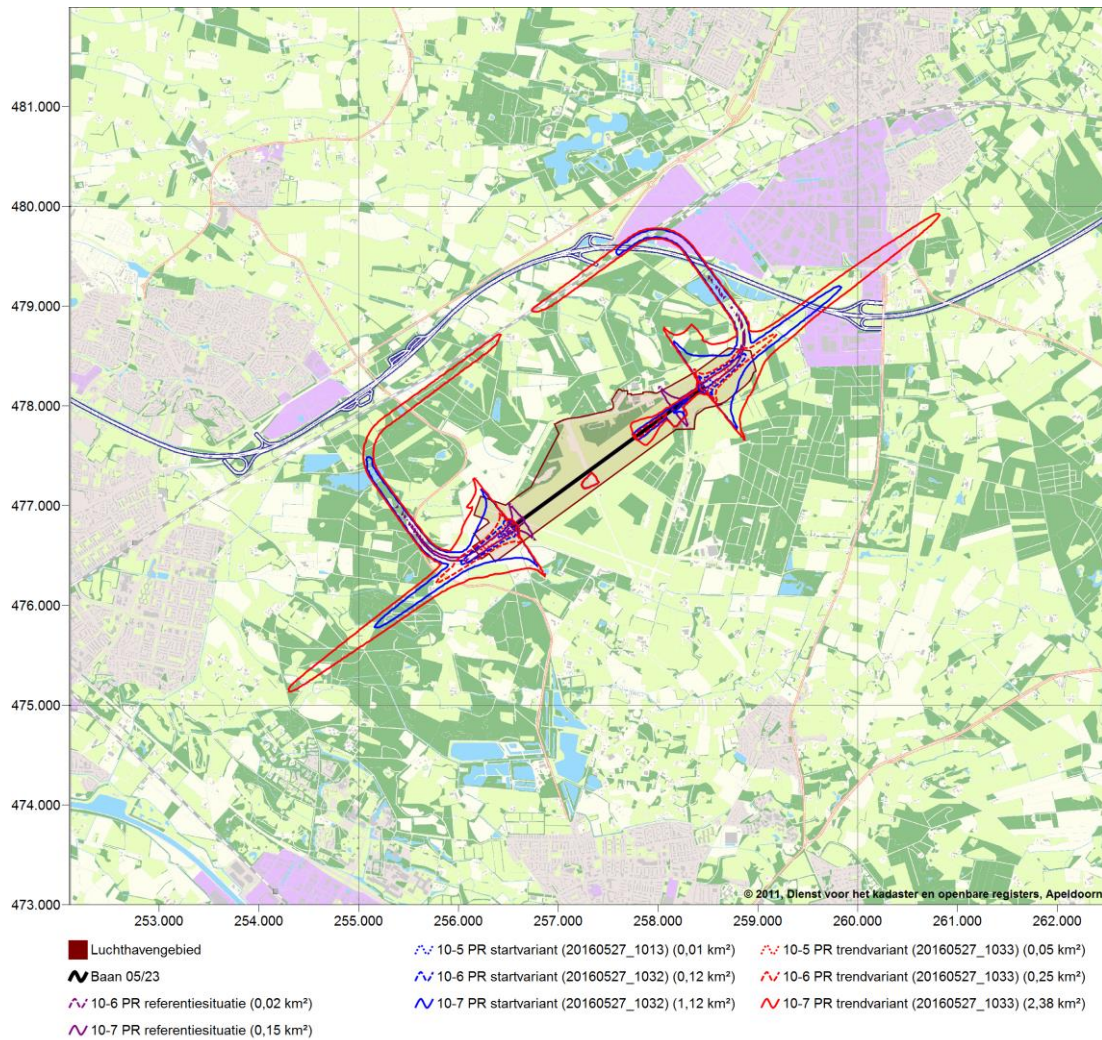 481.000
480.000
479.000
478.000
477.000
476.000
475.000
474.000
473.000
© 2011, Dienst voor het kadaster en openbare registers, Apeldoorn
253.000 254.000 255.000 256.000 257.000 258.000 259.000 260.000 261.000 262.000
Luchthavengebied
Baan 05/23
10-6 PR referentiesituatie (0,02 km²)
10-7 PR referentiesituatie (0,15 km²)
10-5 PR startvariant (20160527_1013) (0,01 km²)
10-6 PR startvariant (20160527_1032) (0,12 km²)
10-7 PR startvariant (20160527_1032) (1,12 km²)
10-5 PR trendvariant (20160527_1033) (0,05 km²)
10-6 PR trendvariant (20160527_1033) (0,25 km²)
10-7 PR trendvariant (20160527_1033) (2,38 km²)